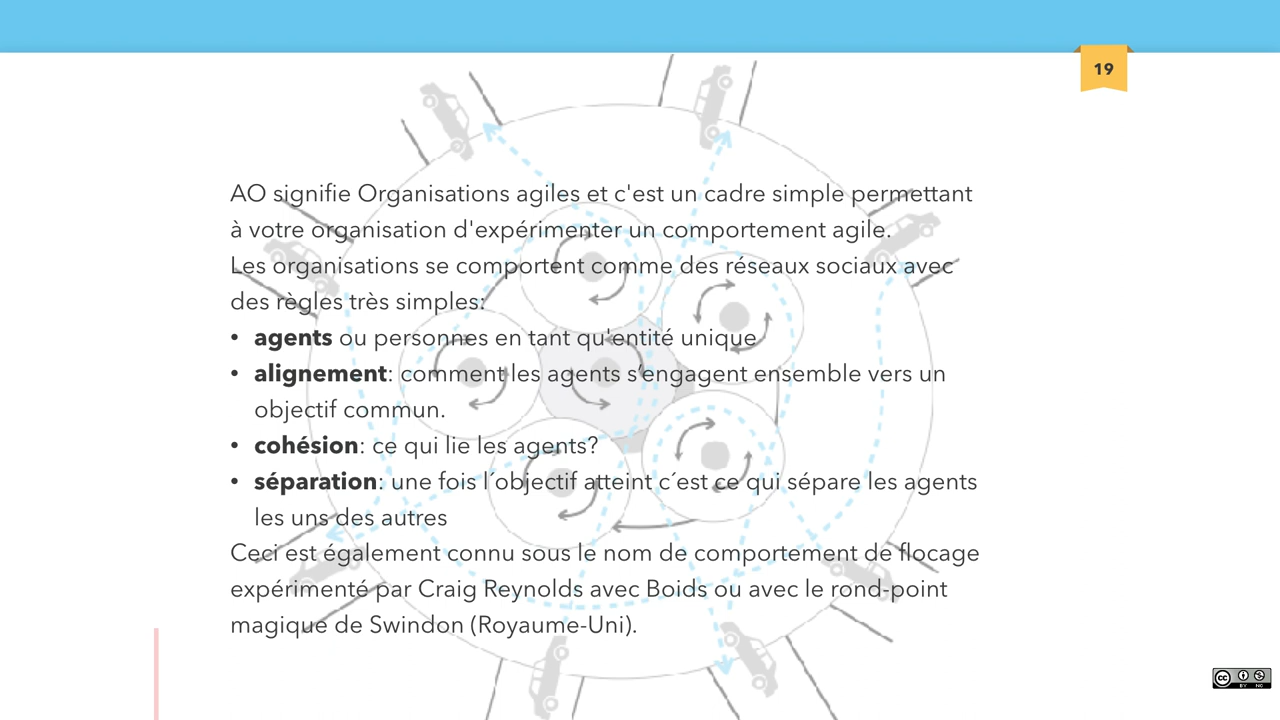 19
AO signifie Organisations agiles et c'est un cadre simple permettant
à votre organisation d'expérimenter un comportement agile.
Les organisations se comportent comme des réseaux sociaux avec
des règles très simples:
• agents ou personnes en tant qu'entité unique
• alignement: comment les agents s'engagent ensemble vers un
objectif commun.
• cohésion: ce qui lie les agents?
• séparation: une fois l´objectif atteint c´est ce qui sépare les agents
les uns des autres
Ceci est également connu sous le nom de comportement de flocage
expérimenté par Craig Reynolds avec Boids ou avec le rond-point
magique de Swindon (Royaume-Uni).
cc
BY NC